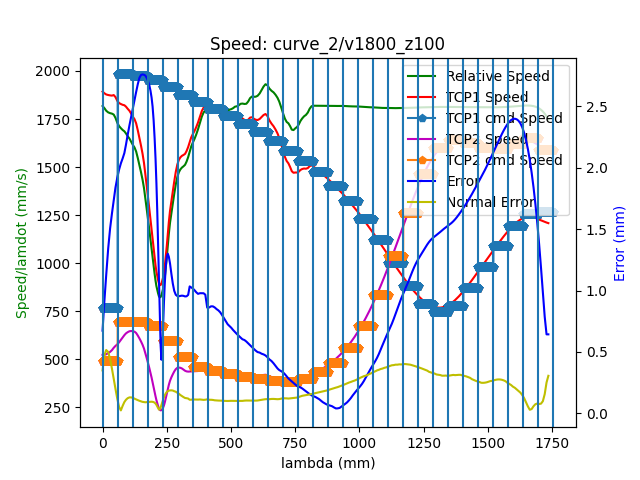 Speed: curve_2/v1800_z100
2000
1750
1500
1250
1000
750
500
250
Speed/lamdot (mm/s)
0
250
500
750
1000
1250
1500
1750
lambda (mm)
2.5
2.0
1.5
1.0
0.5
0.0
Error (mm)
Relative Speed
TCP1 Speed
TCP1 cmd Speed
TCP2 Speed
TCP2 cmd Speed
Error
Normal Error